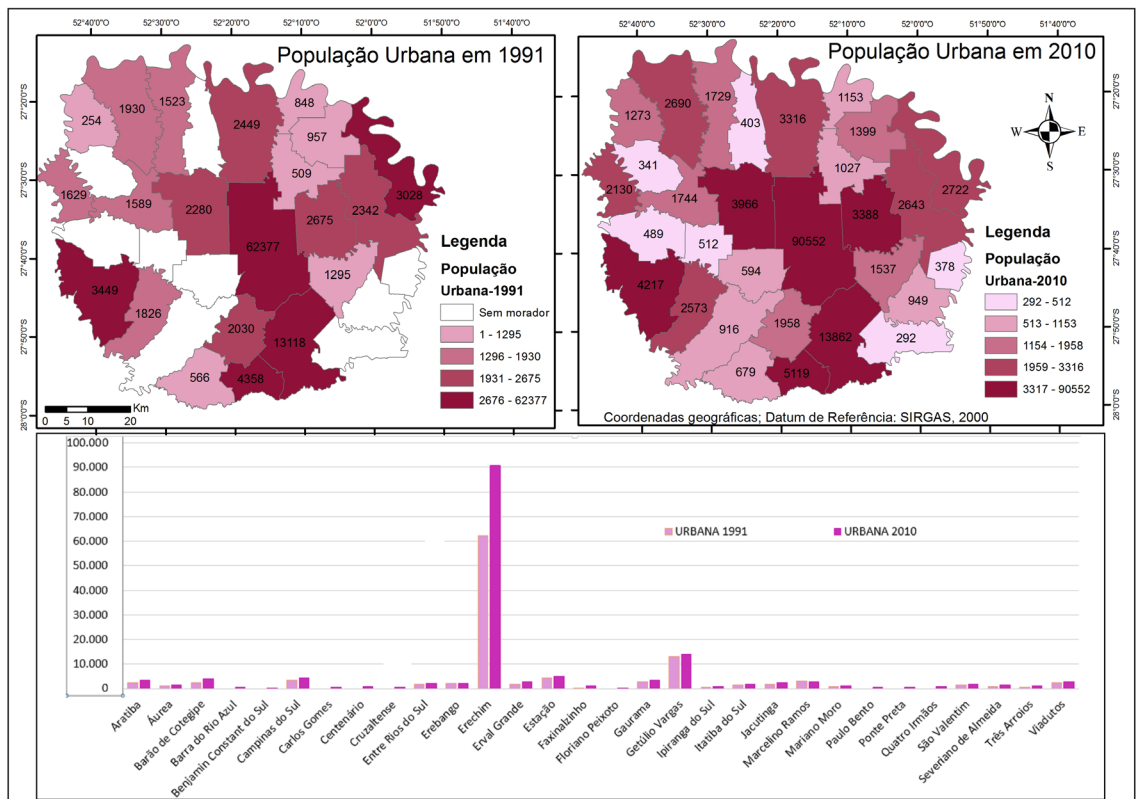 52°40'0"O 52°30'0"O 52°20'0"O 52°10'0"O 52°0'0"O 51°50'0"O 51°40'0"O
População Urbana em 1991
27°20'0"S
27°30'0"S
27°40'0"S
27°50'0"S
28°0'0"S
254
1930
1523
2449
848
957
509
1629
1589
2280
62377
2675
2342
3028
1295
3449
1826
2030
13118
566
4358
Legenda
População
Urbana-1991
Sem morador
1 - 1295
1296 - 1930
1931 - 2675
2676 - 62377
0 5 10 20 Km
52°40'0"O 52°30'0"O 52°20'0"O 52°10'0"O 52°0'0"O 51°50'0"O 51°40'0"O
População Urbana em 2010
N
W E
S
27°20'0"S
27°30'0"S
27°40'0"S
27°50'0"S
28°0'0"S
1273
2690
1729
403
3316
1153
1399
1027
341
2130
1744
3966
3388
2643
2722
489
512
90552
594
1537
378
4217
2573
949
916
1958
13862
292
679
5119
Legenda
População
Urbana-2010
292 - 512
513 - 1153
1154 - 1958
1959 - 3316
3317 - 90552
Coordenadas geográficas; Datum de Referência: SIRGAS, 2000
100.000
90.000
80.000
70.000
60.000
50.000
40.000
30.000
20.000
10.000
0
URBANA 1991
URBANA 2010
Aratiba
Áurea
Barão de Cotegipe
Barra do Rio Azul
Benjamin Constant do Sul
Campinas do Sul
Carlos Gomes
Centenário
Cruzaltense
Entre Rios do Sul
Erebango
Erechim
Erval Grande
Estação
Faxinalzinho
Floriano Peixoto
Gaurama
Getúlio Vargas
Ipiranga do Sul
Itatiba do Sul
Jacutinga
Marcelino Ramos
Mariano Moro
Paulo Bento
Ponte Preta
Quatro Irmãos
São Valentim
Severiano de Almeida
Três Arroios
Viadutos